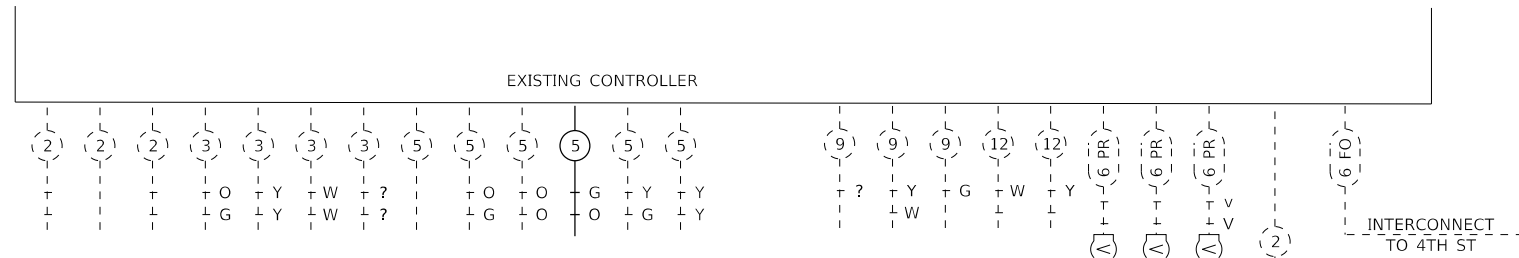 EXISTING CONTROLLER
2 2 2 3 3 3 3 5 5 5 5 5 5 9 9 9 12 12 6 PR 6 PR 6 PR 2 6 FO
O Y W ? O O G Y Y ? Y G W Y
G Y W ? G O O G Y W
V
V
INTERCONNECT
TO 4TH ST
V V V